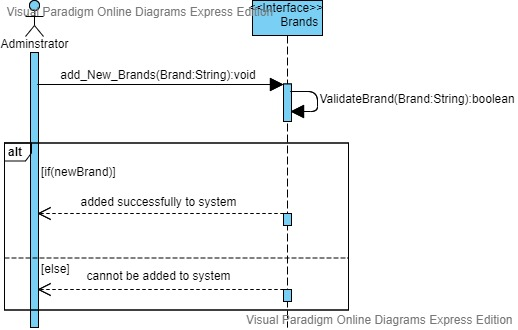 Visual Paradigm Online Diagrams Express Edition
<<Interface>>
Brands
Adminstrator
add_New_Brands(Brand:String):void
ValidateBrand(Brand:String):boolean
alt
[if(newBrand)]
added successfully to system
[else]
cannot be added to system
Visual Paradigm Online Diagrams Express Edition